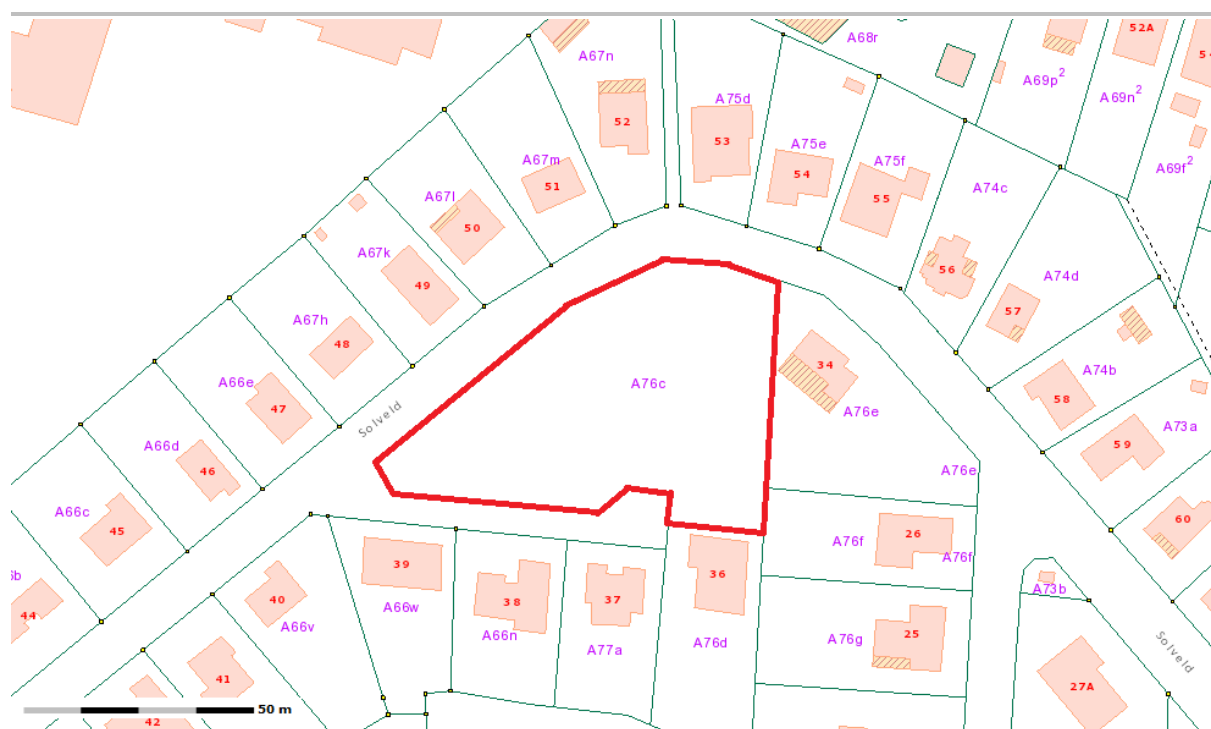 52A
A68r
A67n
A69p²
A69n²
A75d
52
53
A75e
A75f
A67m
A69f²
54
51
A74c
A67l
55
50
A67k
56
A74d
49
57
A67h
48
34
A76c
A66e
A74b
58
47
A76e
Solveld
A73a
A66d
59
46
A76e
A66c
60
45
26
A76f
A76f
39
36
40
A66w
38
37
A73b
44
A66v
A66n
A76g
25
A77a
A76d
41
Solveld
27A
50 m
42